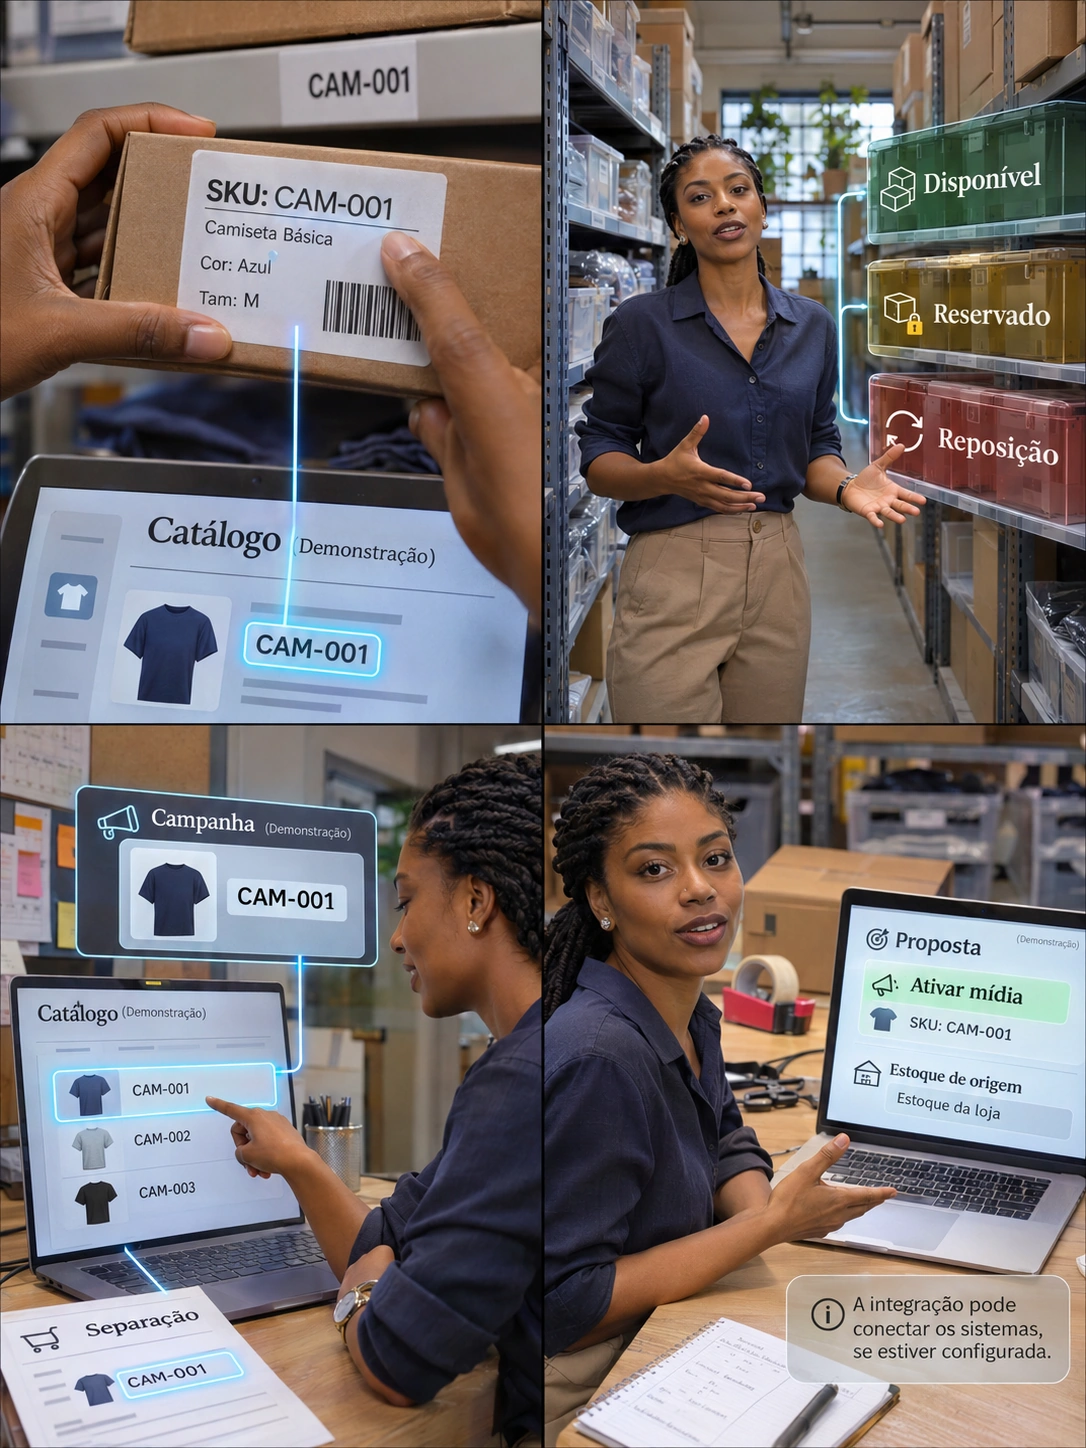 CAM-001
SKU: CAM-001
Camiseta Básica
Cor: Azul
Tam: M
Catálogo (Demonstração)
CAM-001
Disponível
Reservado
Reposição
Campanha (Demonstração)
CAM-001
Catálogo (Demonstração)
CAM-001
CAM-002
CAM-003
Separação
CAM-001
Proposta (Demonstração)
Ativar mídia
SKU: CAM-001
Estoque de origem
Estoque da loja
A integração pode
conectar os sistemas,
se estiver configurada.